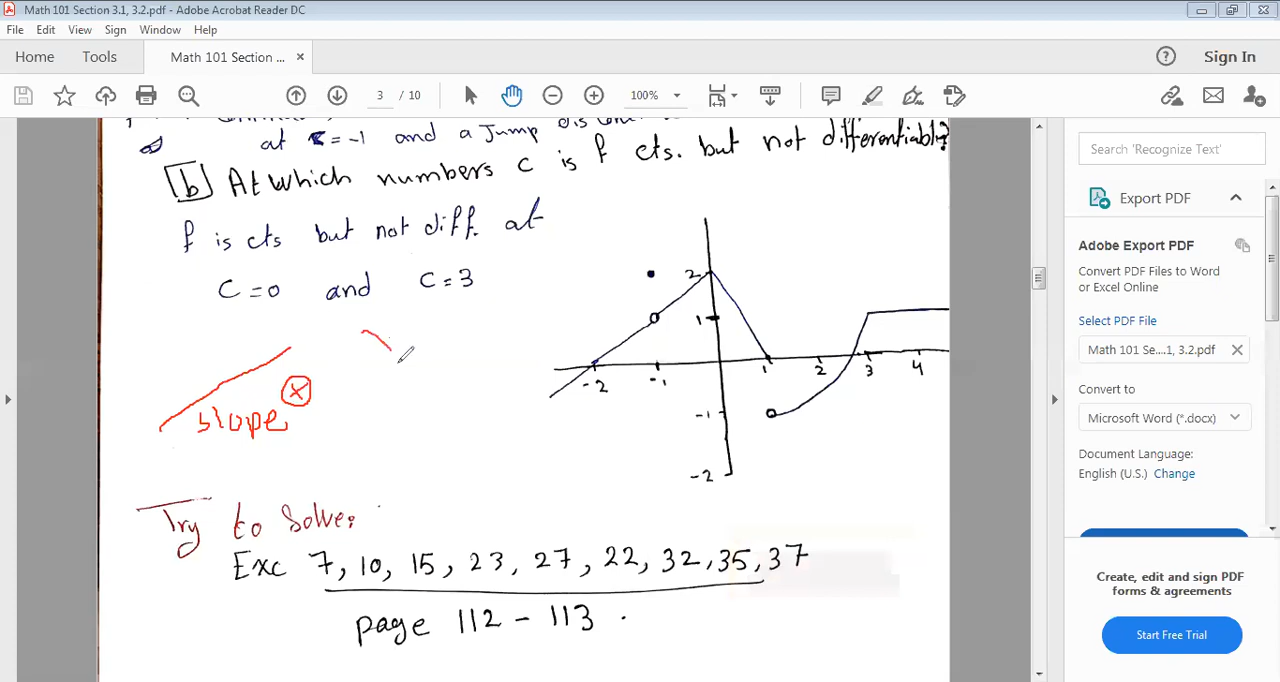 Math 101 Section 3.1, 3.2.pdf - Adobe Acrobat Reader DC
File Edit View Sign Window Help
Home Tools Math 101 Section ... × Sign In
3 / 10 100%
at = -1 and a Jump
[b] At which numbers c is f cts. but not differentiable?
f is cts but not diff. at
C=0 and C=3
slope +
2
1
-2 -1 1 2 3 4
-1
-2
Try to Solve:
Exc 7, 10, 15, 23, 27, 22, 32, 35, 37
page 112 - 113 .
Search 'Recognize Text'
Export PDF
Adobe Export PDF
Convert PDF Files to Word
or Excel Online
Select PDF File
Math 101 Se....1, 3.2.pdf ×
Convert to
Microsoft Word (*.docx)
Document Language:
English (U.S.) Change
Create, edit and sign PDF
forms & agreements
Start Free Trial